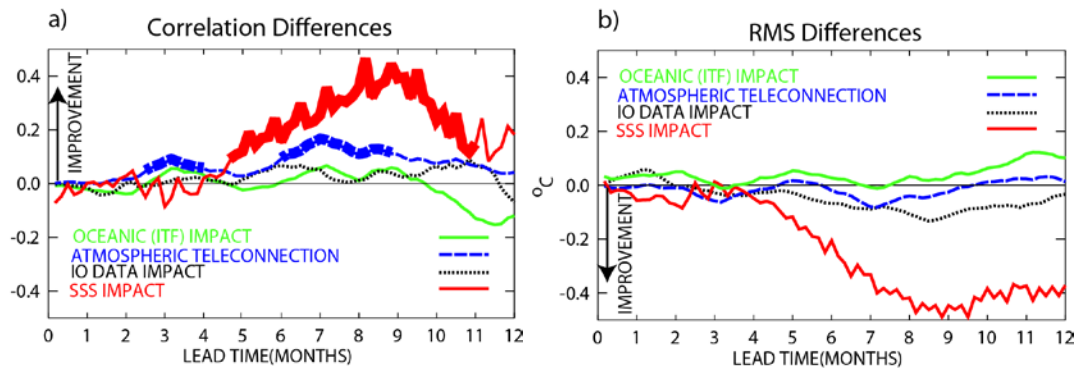 a)
Correlation Differences
0.4
0.2
0.0
-0.2
-0.4
IMPROVEMENT
OCEANIC (ITF) IMPACT
ATMOSPHERIC TELECONNECTION
IO DATA IMPACT
SSS IMPACT
0 1 2 3 4 5 6 7 8 9 10 11 12
LEAD TIME(MONTHS)
b)
RMS Differences
°C
0.4
0.2
0.0
-0.2
-0.4
OCEANIC (ITF) IMPACT
ATMOSPHERIC TELECONNECTION
IO DATA IMPACT
SSS IMPACT
IMPROVEMENT
0 1 2 3 4 5 6 7 8 9 10 11 12
LEAD TIME(MONTHS)